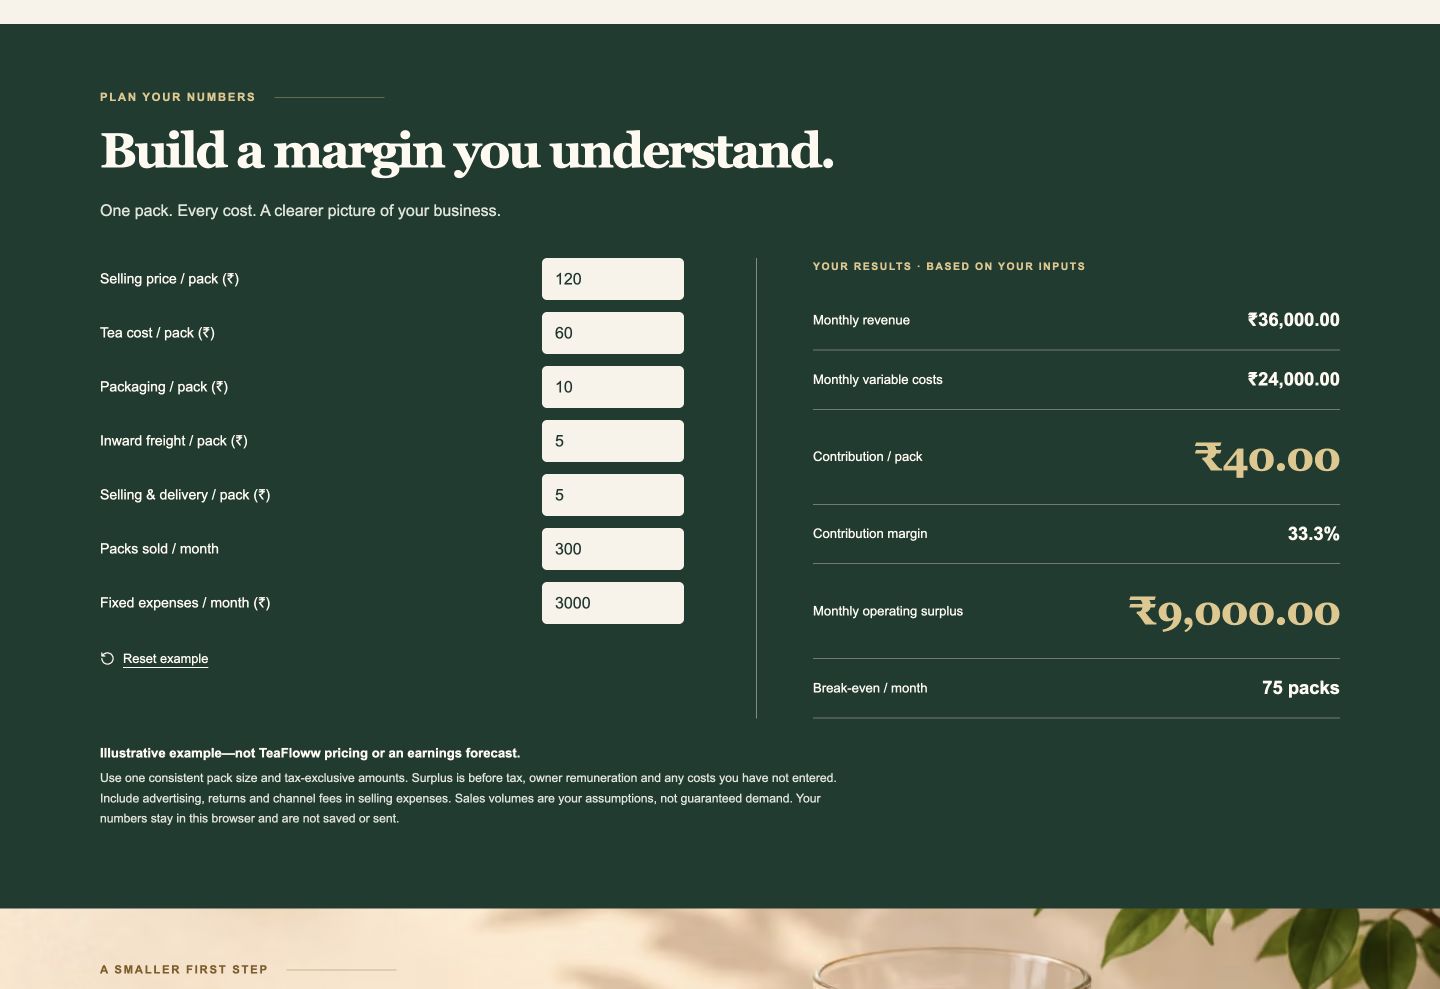 PLAN YOUR NUMBERS
Build a margin you understand.
One pack. Every cost. A clearer picture of your business.
Selling price / pack (₹)
120
Tea cost / pack (₹)
60
Packaging / pack (₹)
10
Inward freight / pack (₹)
5
Selling & delivery / pack (₹)
5
Packs sold / month
300
Fixed expenses / month (₹)
3000
Reset example
YOUR RESULTS · BASED ON YOUR INPUTS
Monthly revenue
₹36,000.00
Monthly variable costs
₹24,000.00
Contribution / pack
₹40.00
Contribution margin
33.3%
Monthly operating surplus
₹9,000.00
Break-even / month
75 packs
Illustrative example—not TeaFloww pricing or an earnings forecast.
Use one consistent pack size and tax-exclusive amounts. Surplus is before tax, owner remuneration and any costs you have not entered.
Include advertising, returns and channel fees in selling expenses. Sales volumes are your assumptions, not guaranteed demand. Your
numbers stay in this browser and are not saved or sent.
A SMALLER FIRST STEP